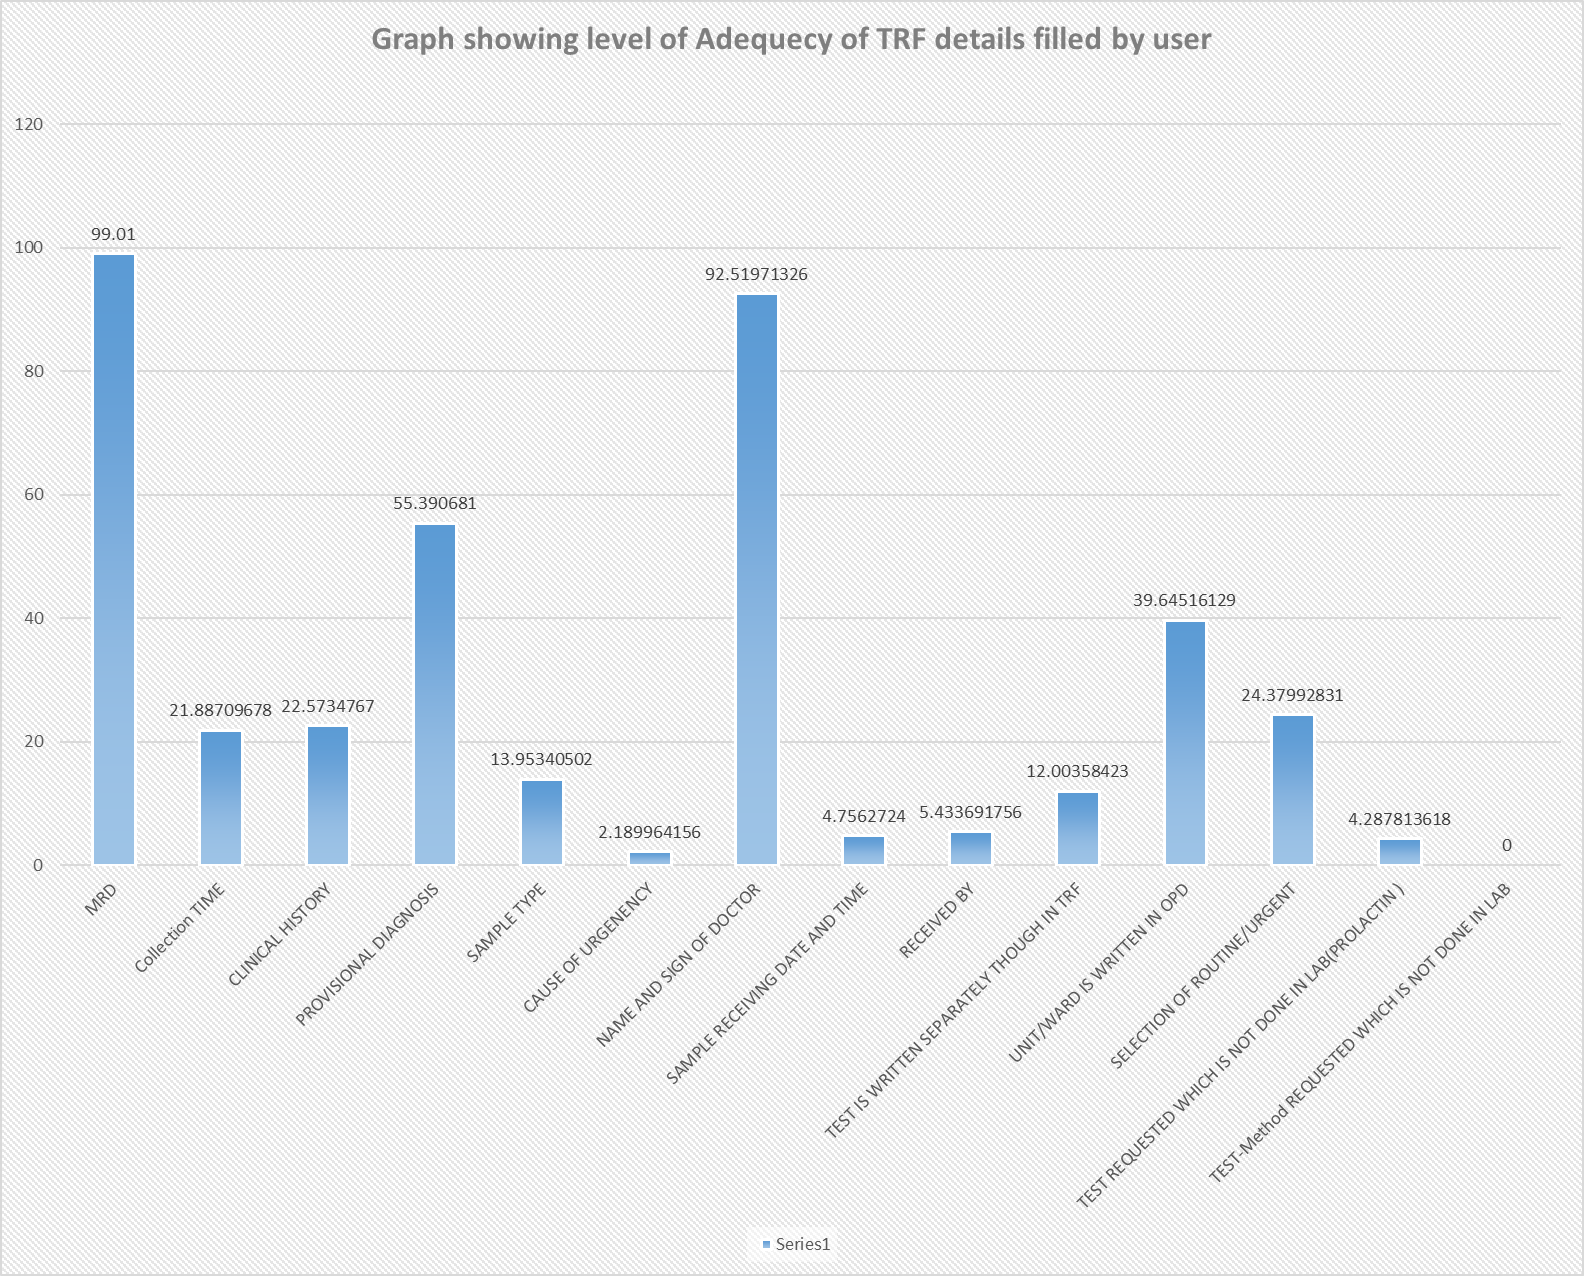 Graph showing level of Adequecy of TRF details filled by user
120
100
80
60
40
20
0
99.01
21.88709678
22.5734767
55.390681
13.95340502
2.189964156
92.51971326
4.7562724
5.433691756
12.00358423
39.64516129
24.37992831
4.287813618
0
MRD
Collection TIME
CLINICAL HISTORY
PROVISIONAL DIAGNOSIS
SAMPLE TYPE
CAUSE OF URGENENCY
NAME AND SIGN OF DOCTOR
SAMPLE RECEIVING DATE AND TIME
RECEIVED BY
TEST IS WRITTEN SEPARATELY THOUGH IN TRF
UNIT/WARD IS WRITTEN IN OPD
SELECTION OF ROUTINE/URGENT
TEST REQUESTED WHICH IS NOT DONE IN LAB(PROLACTIN )
TEST-Method REQUESTED WHICH IS NOT DONE IN LAB
Series1